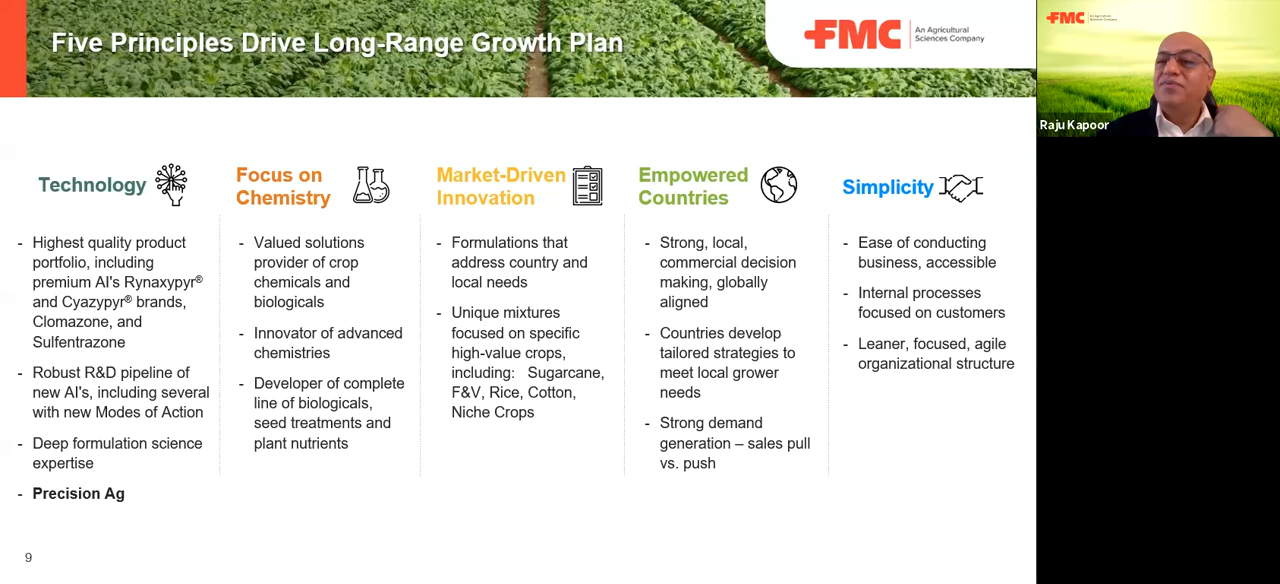 Five Principles Drive Long-Range Growth Plan
FMC
An Agricultural
Sciences Company
FMC
An Agricultural
Sciences Company
Raju Kapoor
Technology
- Highest quality product
portfolio, including
premium AI's Rynaxypyr®
and Cyazypyr® brands,
Clomazone, and
Sulfentrazone
- Robust R&D pipeline of
new AI's, including several
with new Modes of Action
- Deep formulation science
expertise
- Precision Ag
Focus on
Chemistry
- Valued solutions
provider of crop
chemicals and
biologicals
- Innovator of advanced
chemistries
- Developer of complete
line of biologicals,
seed treatments and
plant nutrients
Market-Driven
Innovation
- Formulations that
address country and
local needs
- Unique mixtures
focused on specific
high-value crops,
including: Sugarcane,
F&V, Rice, Cotton,
Niche Crops
Empowered
Countries
- Strong, local,
commercial decision
making, globally
aligned
- Countries develop
tailored strategies to
meet local grower
needs
- Strong demand
generation – sales pull
vs. push
Simplicity
- Ease of conducting
business, accessible
- Internal processes
focused on customers
- Leaner, focused, agile
organizational structure
9